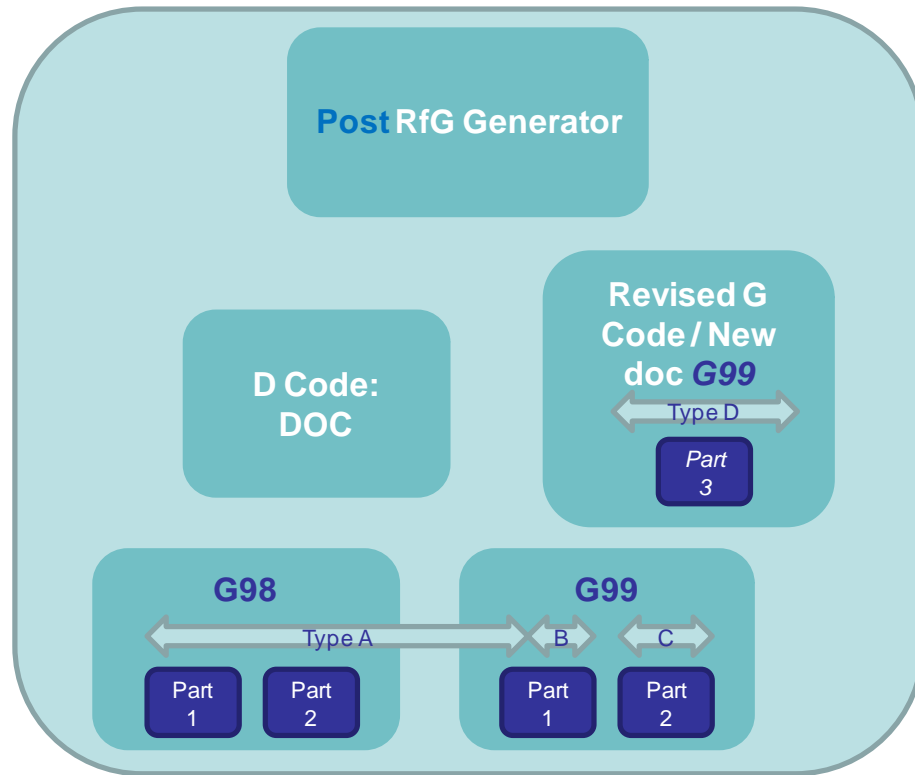 Post RfG Generator
Revised G
Code / New
doc G99
Type D
Part
3
D Code:
DOC
G98
Type A
Part
1
Part
2
G99
B
C
Part
1
Part
2